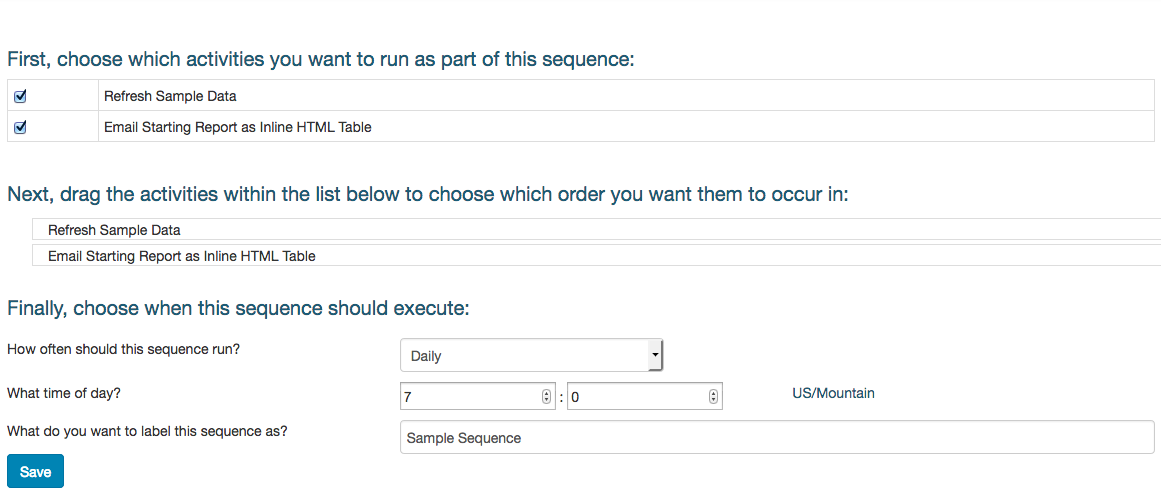 First, choose which activities you want to run as part of this sequence:
Refresh Sample Data
Email Starting Report as Inline HTML Table
Next, drag the activities within the list below to choose which order you want them to occur in:
Refresh Sample Data
Email Starting Report as Inline HTML Table
Finally, choose when this sequence should execute:
How often should this sequence run? Daily
What time of day? 7 : 0 US/Mountain
What do you want to label this sequence as? Sample Sequence
Save